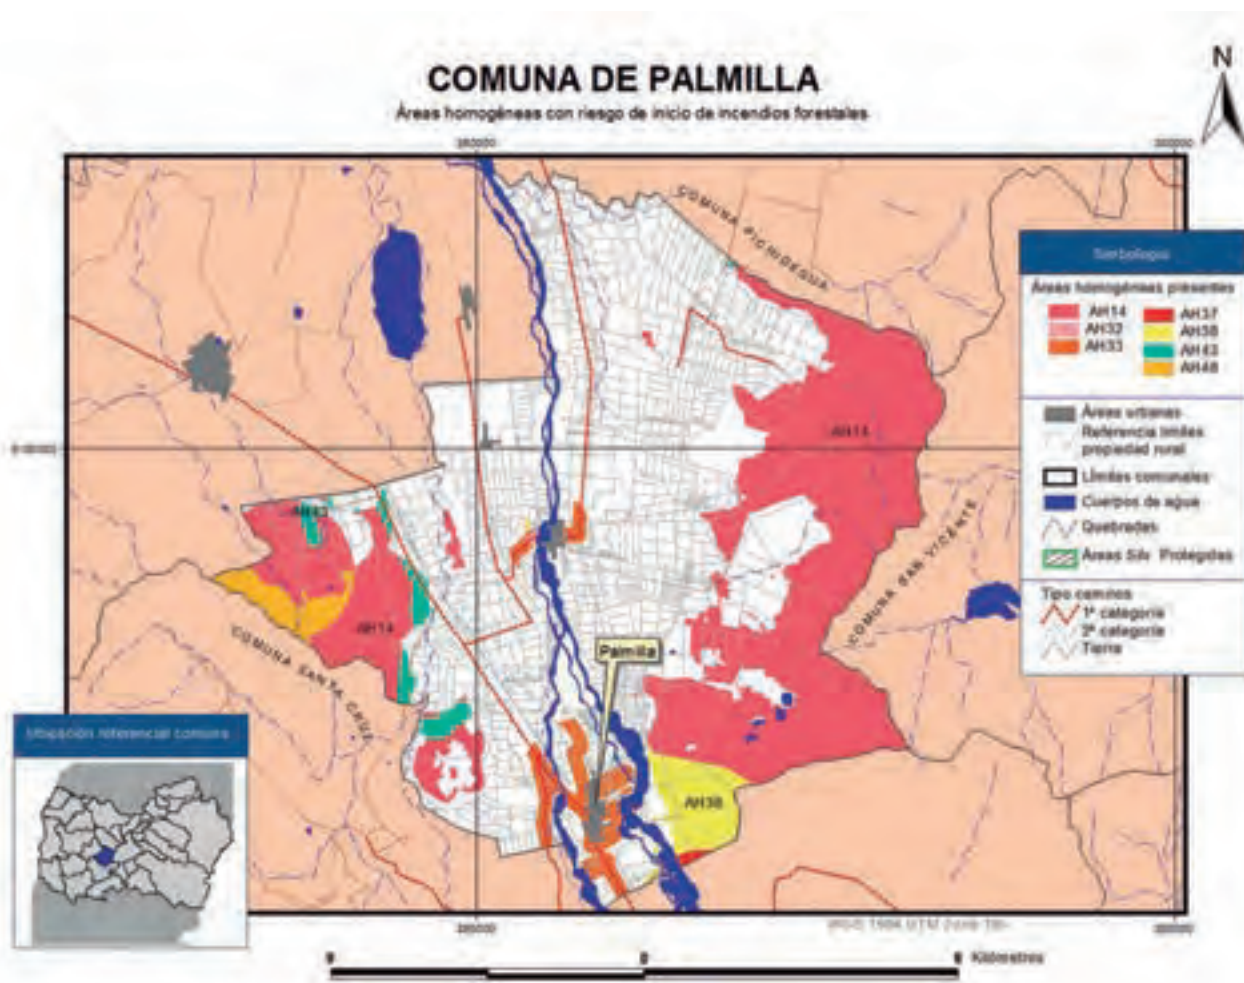 COMUNA DE PALMILLA
Áreas homogéneas con riesgo de inicio de incendios forestales
N
COMUNA PICHIDEGUA
Simbología
Áreas homogéneas presentes
AH14
AH32
AH33
AH37
AH38
AH43
AH48
Áreas urbanas
Referencia límites
propiedad rural
Límites comunales
Cuerpos de agua
Quebradas
Áreas Silv. Protegidas
Tipo caminos
1ª categoría
2ª categoría
Tierra
AH14
AH43
AH14
COMUNA SAN VICENTE
COMUNA SANTA CRUZ
Palmilla
AH38
Ubicación referencial comuna
Kilómetros